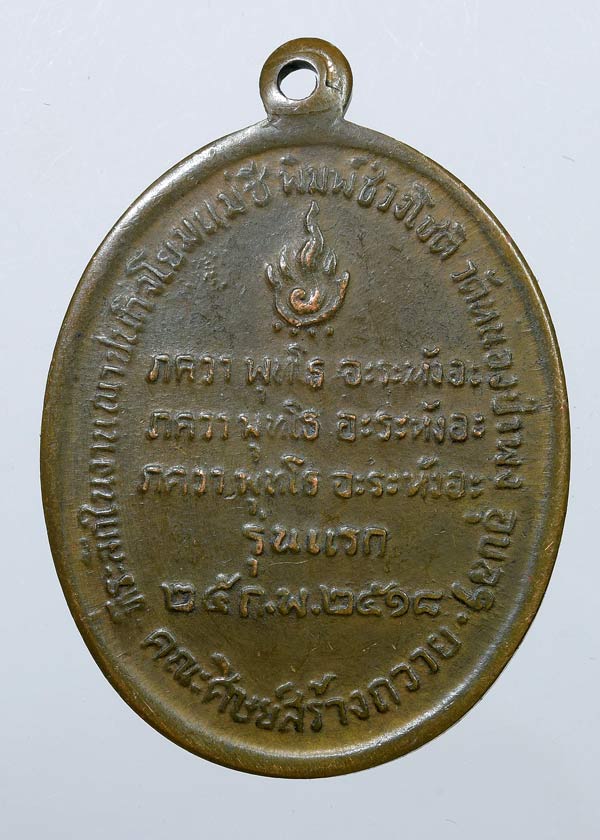 ที่ระลึกในงานฌาปนกิจโยมแม่ชี พิมพ์ช่วงโชติ วัดหนองป่าพง อุบลฯ
ภควา พุทโธ อะระหังอะ
ภควา พุทโธ อะระหังอะ
ภควา พุทโธ อะระหังอะ
รุ่นแรก
๒๕ ก.พ. ๒๕๑๘
คณะศิษย์สร้างถวาย